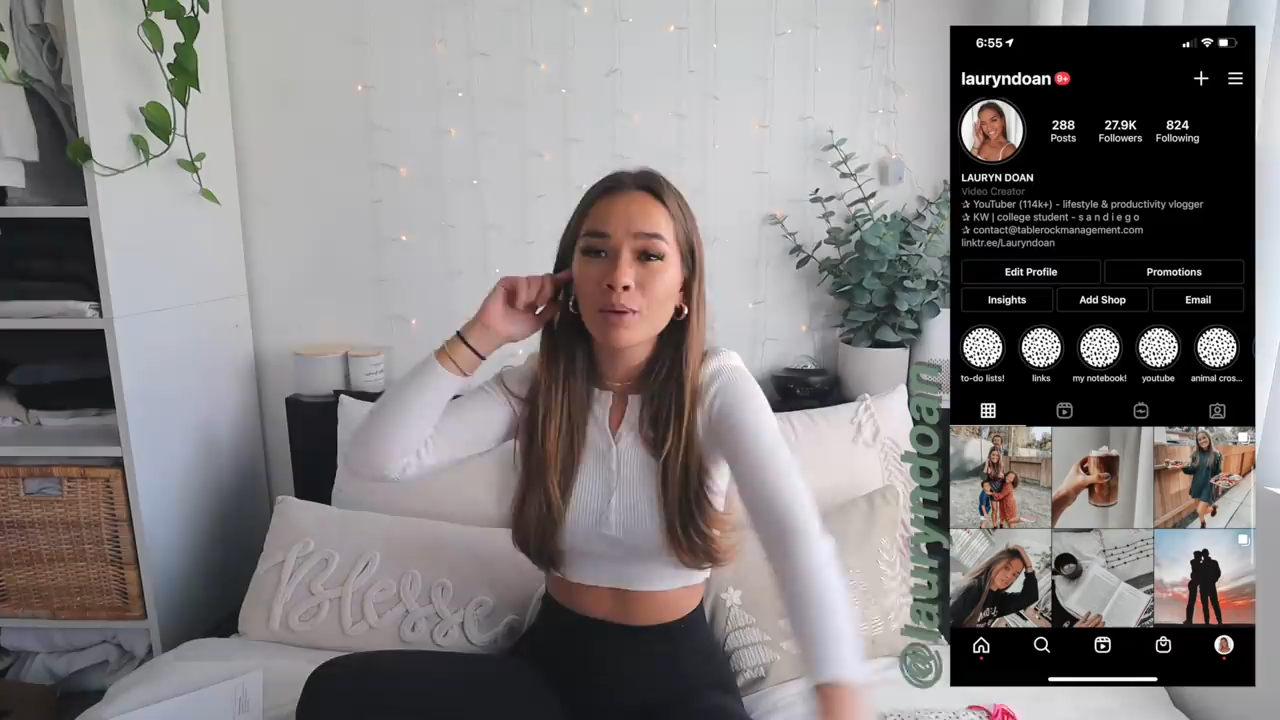 Blesse
@lauryndoan
6:55
lauryndoan 9+
288 27.9K 824
Posts Followers Following
LAURYN DOAN
Video Creator
✰ YouTuber (114k+) - lifestyle & productivity vlogger
✰ KW | college student - s a n d i e g o
✰ contact@tablerockmanagement.com
linktr.ee/Lauryndoan
Edit Profile Promotions
Insights Add Shop Email
to-do lists! links my notebook! youtube animal cros...